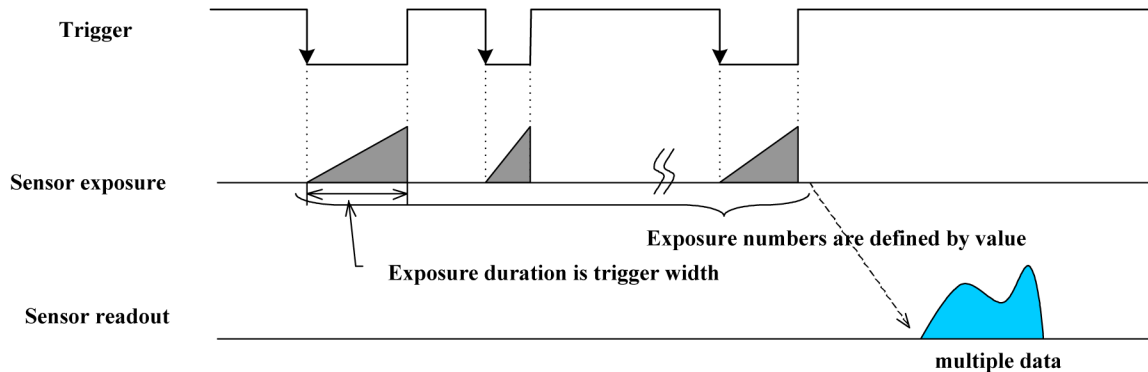 Trigger
Sensor exposure
Exposure numbers are defined by value
Exposure duration is trigger width
Sensor readout
multiple data